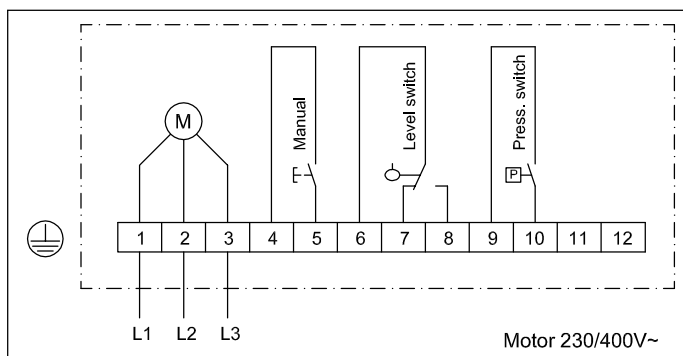 Manual
Level switch
Press. switch
M
P
1 2 3 4 5 6 7 8 9 10 11 12
L1 L2 L3
Motor 230/400V~